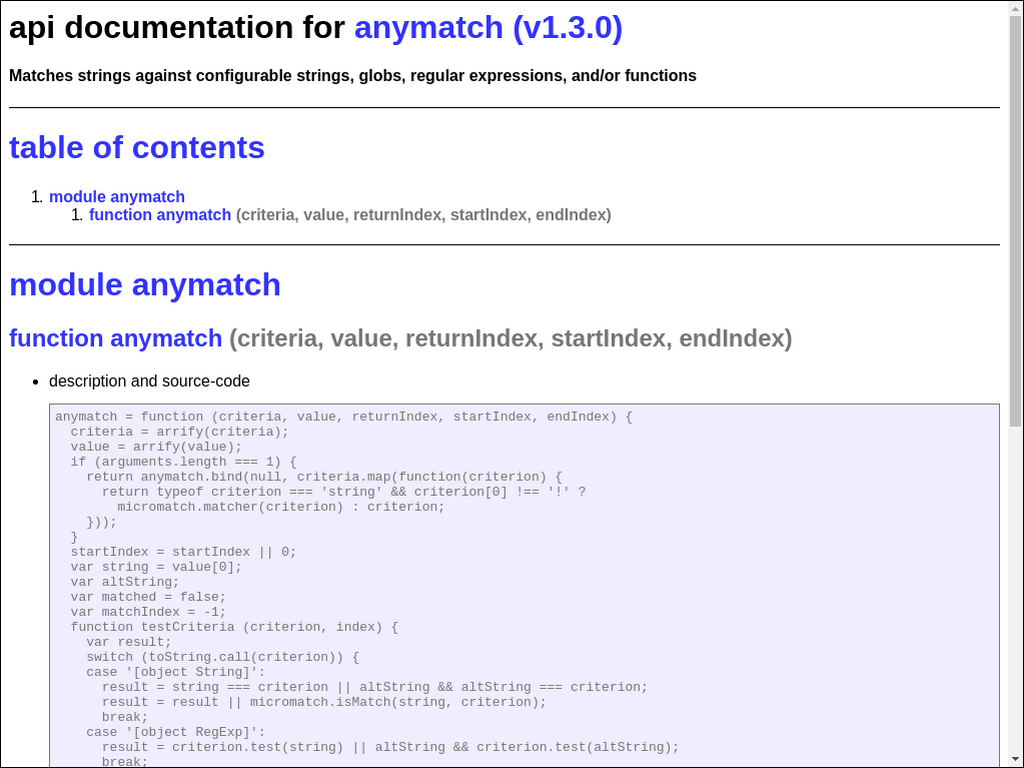 api documentation for anymatch (v1.3.0)
Matches strings against configurable strings, globs, regular expressions, and/or functions
table of contents
1. module anymatch
1. function anymatch (criteria, value, returnIndex, startIndex, endIndex)
module anymatch
function anymatch (criteria, value, returnIndex, startIndex, endIndex)
• description and source-code
anymatch = function (criteria, value, returnIndex, startIndex, endIndex) {
  criteria = arrify(criteria);
  value = arrify(value);
  if (arguments.length === 1) {
    return anymatch.bind(null, criteria.map(function(criterion) {
      return typeof criterion === 'string' && criterion[0] !== '!' ?
        micromatch.matcher(criterion) : criterion;
    }));
  }
  startIndex = startIndex || 0;
  var string = value[0];
  var altString;
  var matched = false;
  var matchIndex = -1;
  function testCriteria (criterion, index) {
    var result;
    switch (toString.call(criterion)) {
    case '[object String]':
      result = string === criterion || altString && altString === criterion;
      result = result || micromatch.isMatch(string, criterion);
      break;
    case '[object RegExp]':
      result = criterion.test(string) || altString && criterion.test(altString);
      break;